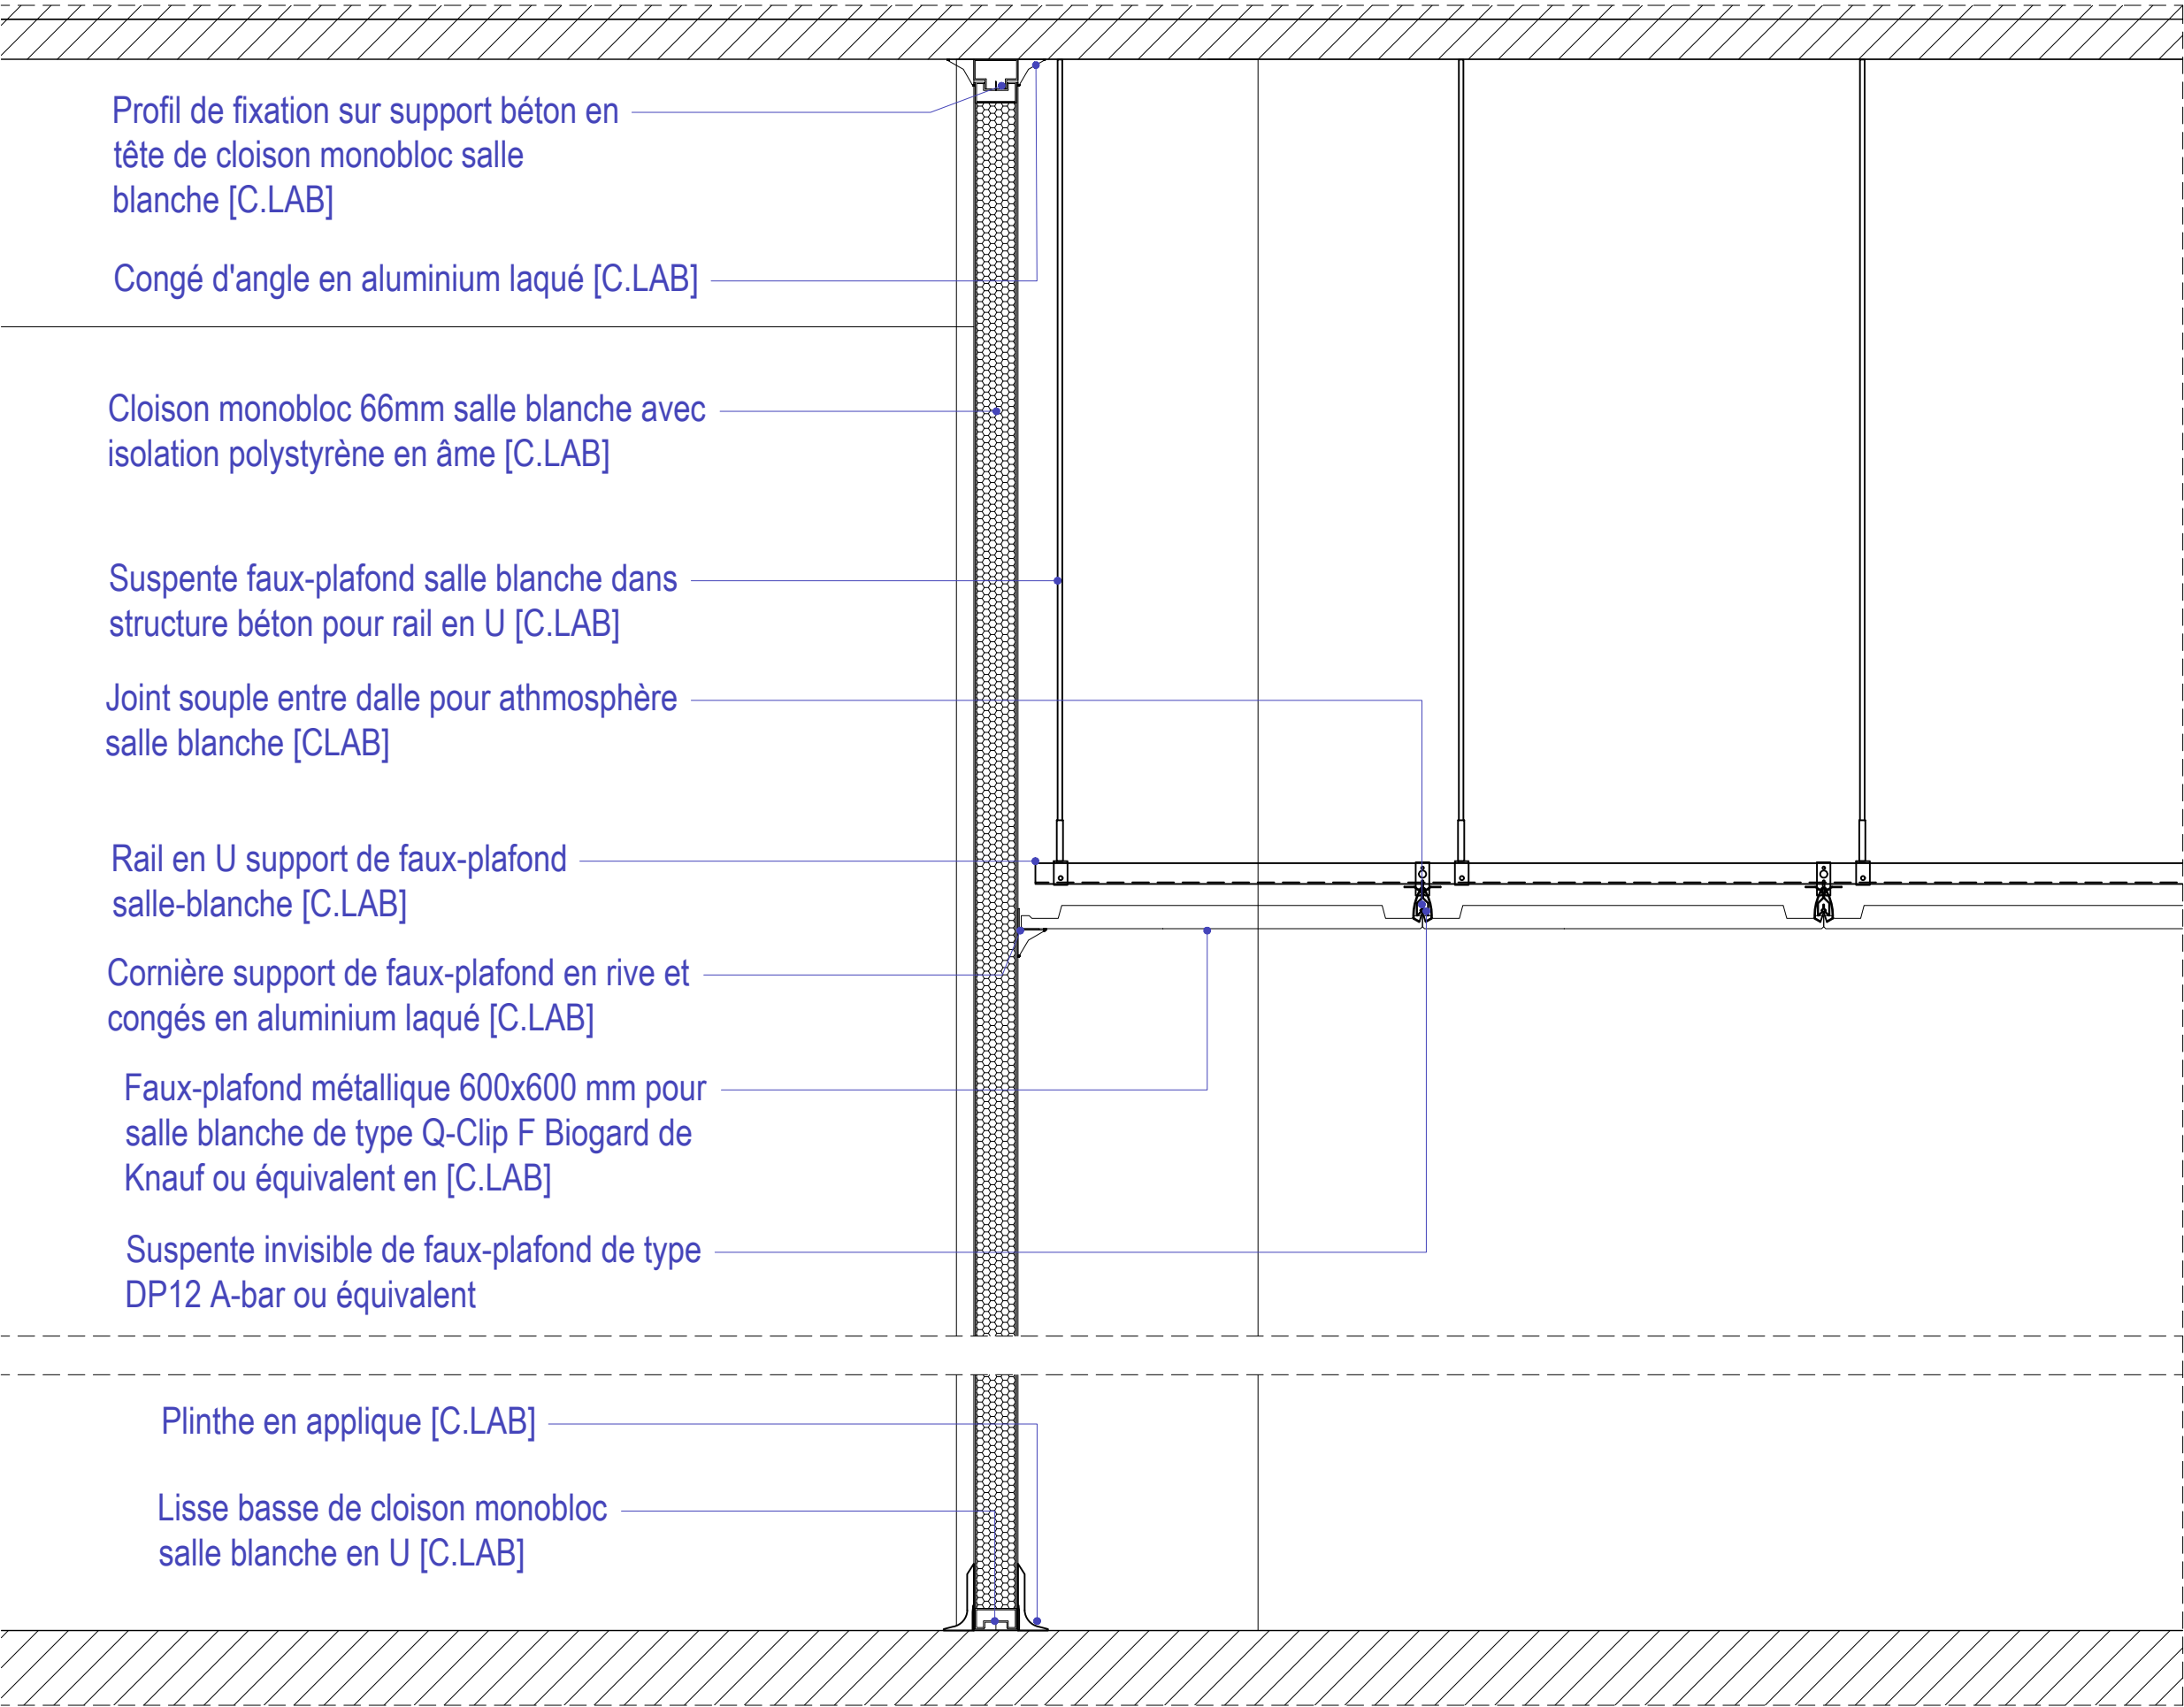 Profil de fixation sur support béton en
tête de cloison monobloc salle
blanche [C.LAB]
Congé d'angle en aluminium laqué [C.LAB]
Cloison monobloc 66mm salle blanche avec
isolation polystyrène en âme [C.LAB]
Suspente faux-plafond salle blanche dans
structure béton pour rail en U [C.LAB]
Joint souple entre dalle pour athmosphère
salle blanche [CLAB]
Rail en U support de faux-plafond
salle-blanche [C.LAB]
Cornière support de faux-plafond en rive et
congés en aluminium laqué [C.LAB]
Faux-plafond métallique 600x600 mm pour
salle blanche de type Q-Clip F Biogard de
Knauf ou équivalent en [C.LAB]
Suspente invisible de faux-plafond de type
DP12 A-bar ou équivalent
Plinthe en applique [C.LAB]
Lisse basse de cloison monobloc
salle blanche en U [C.LAB]